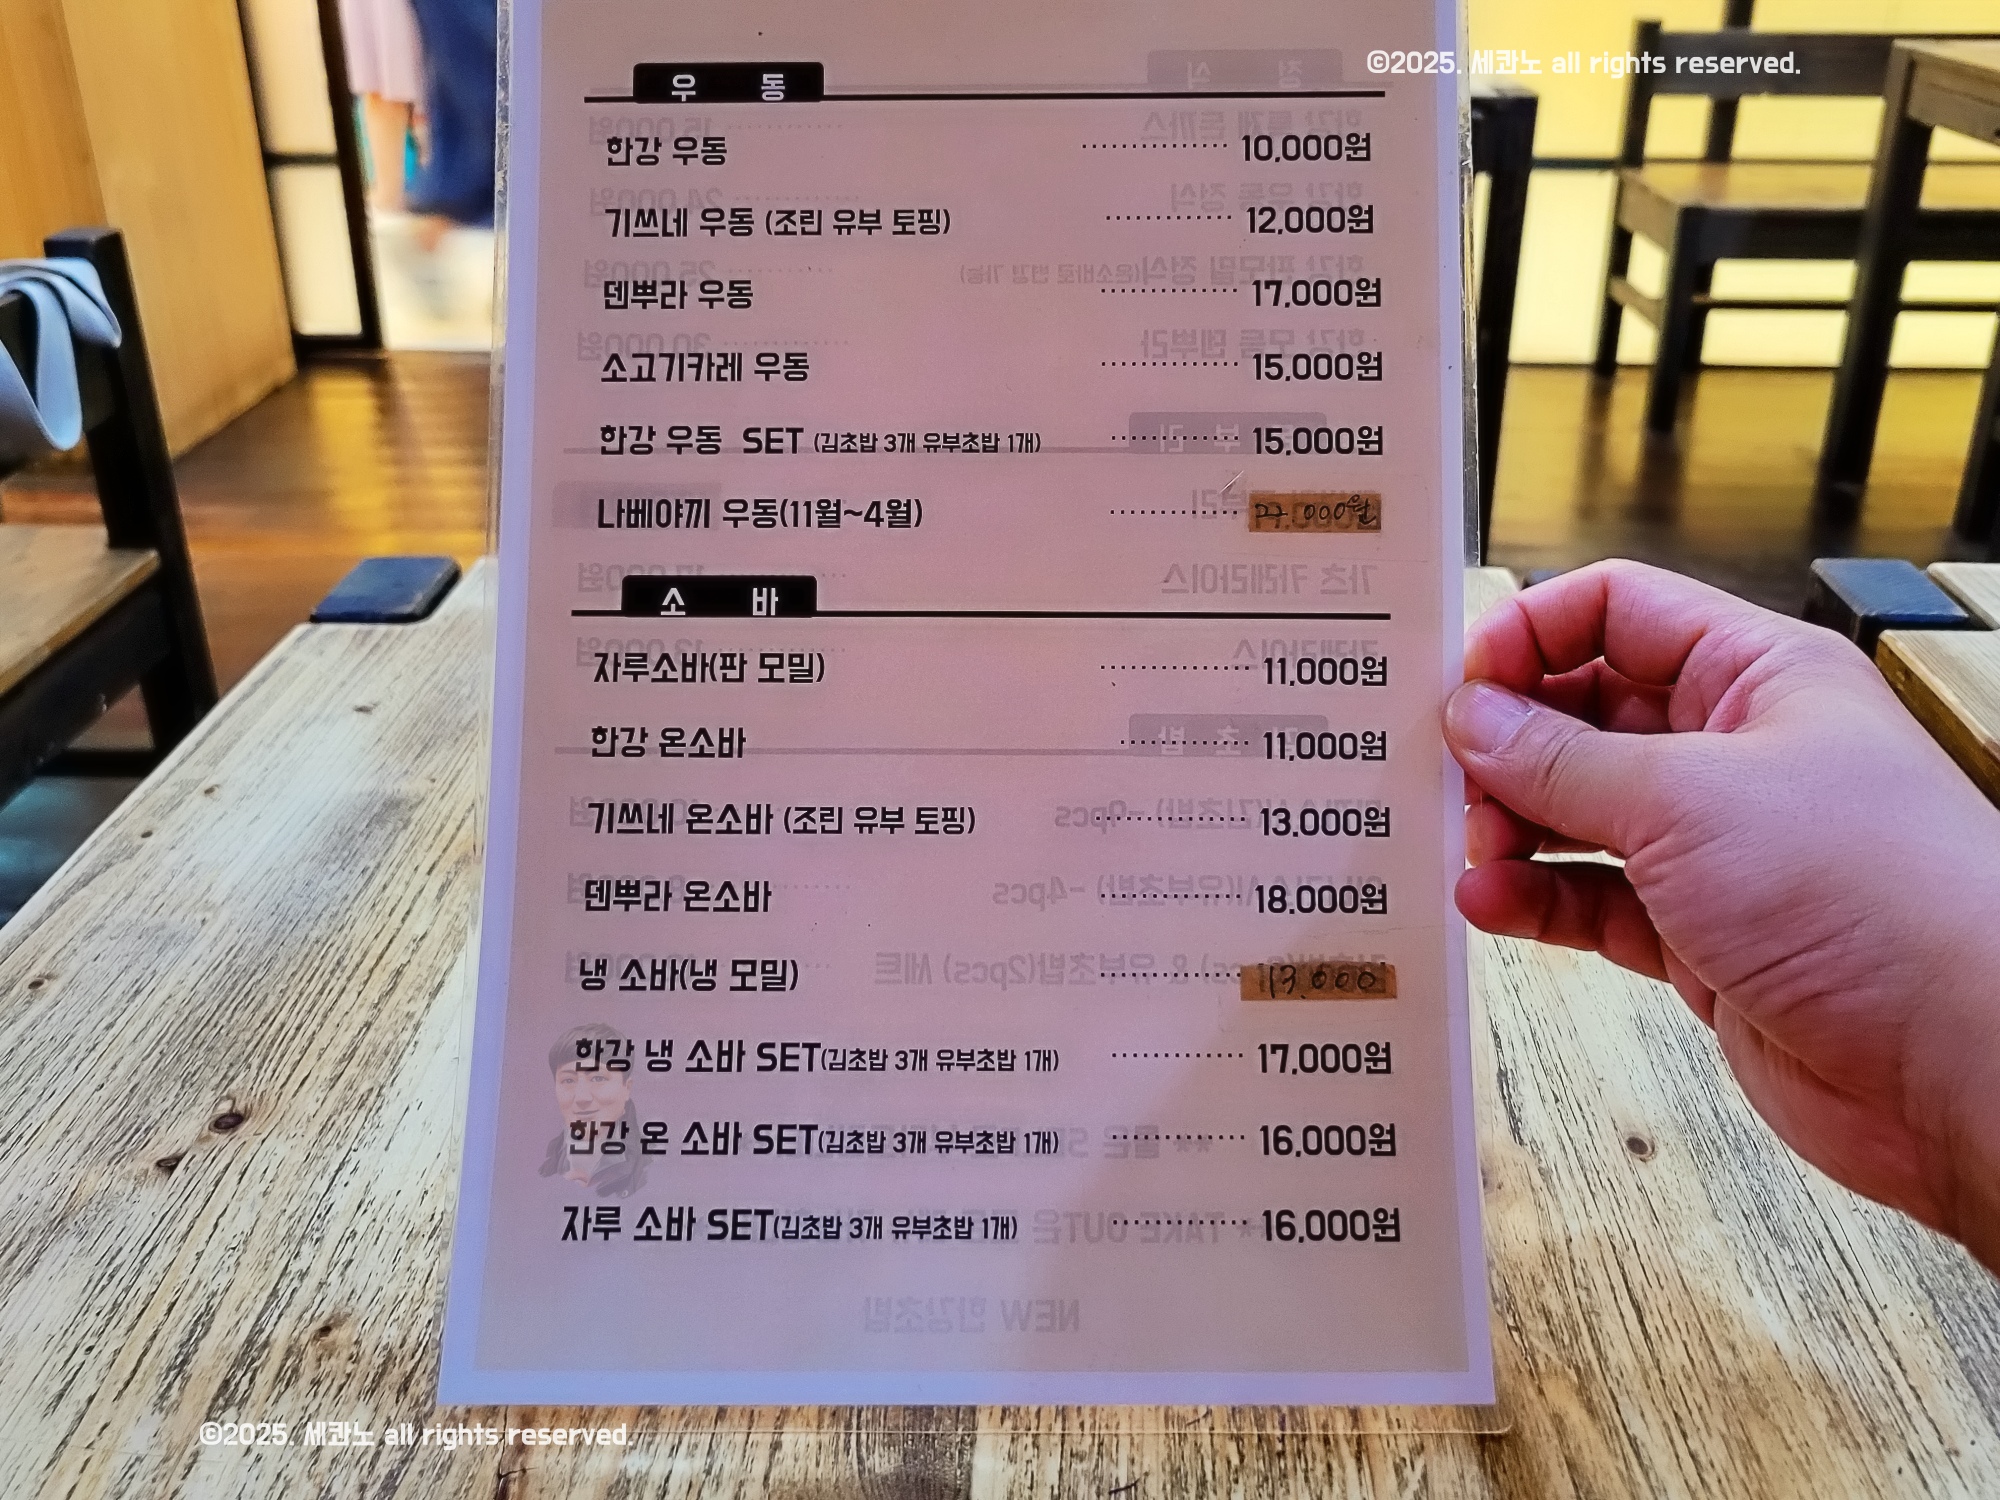 ©2025. 세콰노 all rights reserved.
우 동
한강 우동 ············· 10,000원
기쓰네 우동 (조린 유부 토핑) ············· 12,000원
덴뿌라 우동 ············· 17,000원
소고기카레 우동 ············· 15,000원
한강 우동 SET (김초밥 3개 유부초밥 1개) ············· 15,000원
나베야끼 우동(11월~4월) ·············
소 바
자루소바(판 모밀) ············· 11,000원
한강 온소바 ············· 11,000원
기쓰네 온소바 (조린 유부 토핑) ············· 13,000원
덴뿌라 온소바 ············· 18,000원
냉 소바(냉 모밀) ············· 13.000
한강 냉 소바 SET(김초밥 3개 유부초밥 1개) ············· 17,000원
한강 온 소바 SET(김초밥 3개 유부초밥 1개) ············· 16,000원
자루 소바 SET(김초밥 3개 유부초밥 1개) ············· 16,000원
NEW 한강초밥
©2025. 세콰노 all rights reserved.